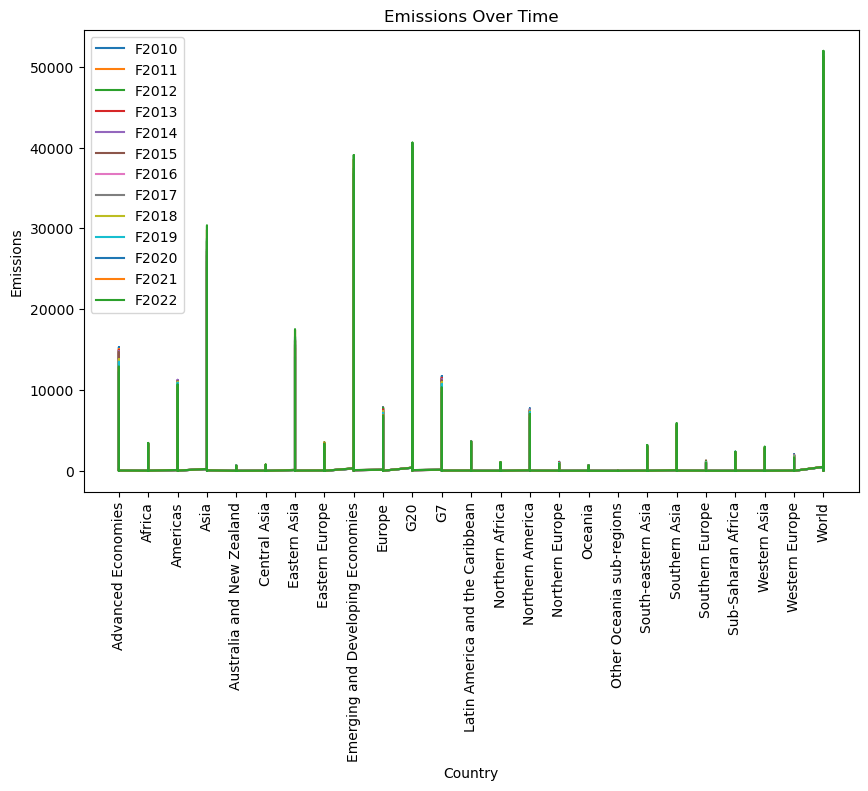 Emissions Over Time
F2010
F2011
F2012
F2013
F2014
F2015
F2016
F2017
F2018
F2019
F2020
F2021
F2022
50000
40000
30000
20000
10000
0
Emissions
Advanced Economies
Africa
Americas
Asia
Australia and New Zealand
Central Asia
Eastern Asia
Eastern Europe
Emerging and Developing Economies
Europe
G20
G7
Latin America and the Caribbean
Northern Africa
Northern America
Northern Europe
Oceania
Other Oceania sub-regions
South-eastern Asia
Southern Asia
Southern Europe
Sub-Saharan Africa
Western Asia
Western Europe
World
Country